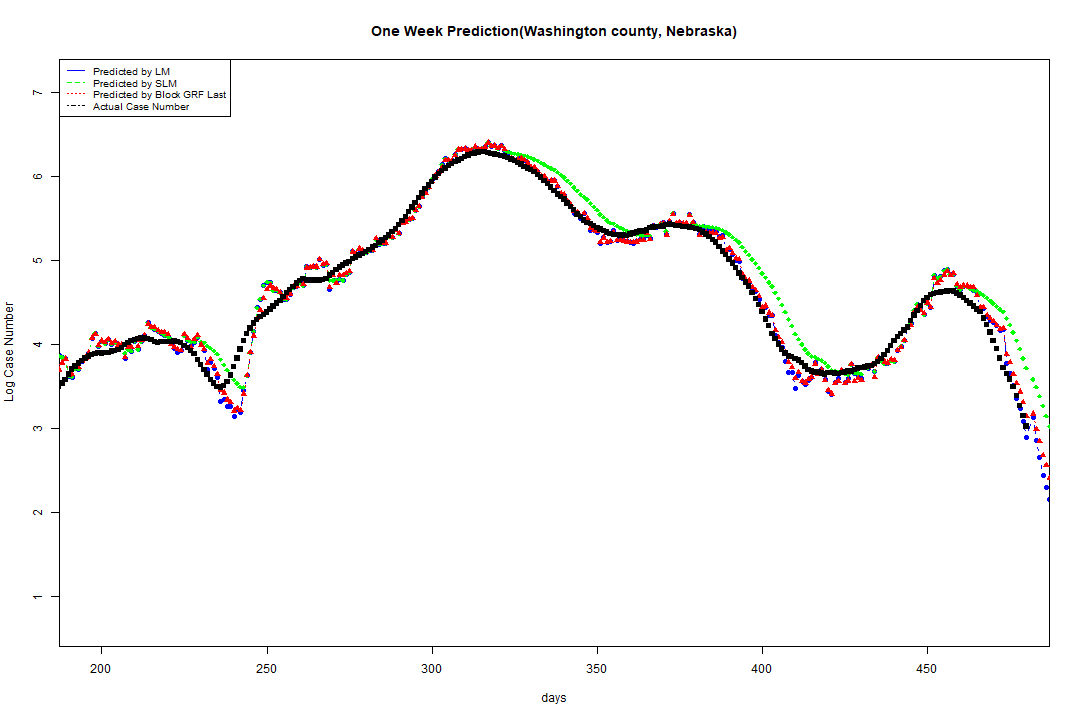 One Week Prediction(Washington county, Nebraska)
Predicted by LM
Predicted by SLM
Predicted by Block GRF Last
Actual Case Number
7
6
5
4
3
2
1
Log Case Number
200 250 300 350 400 450
days